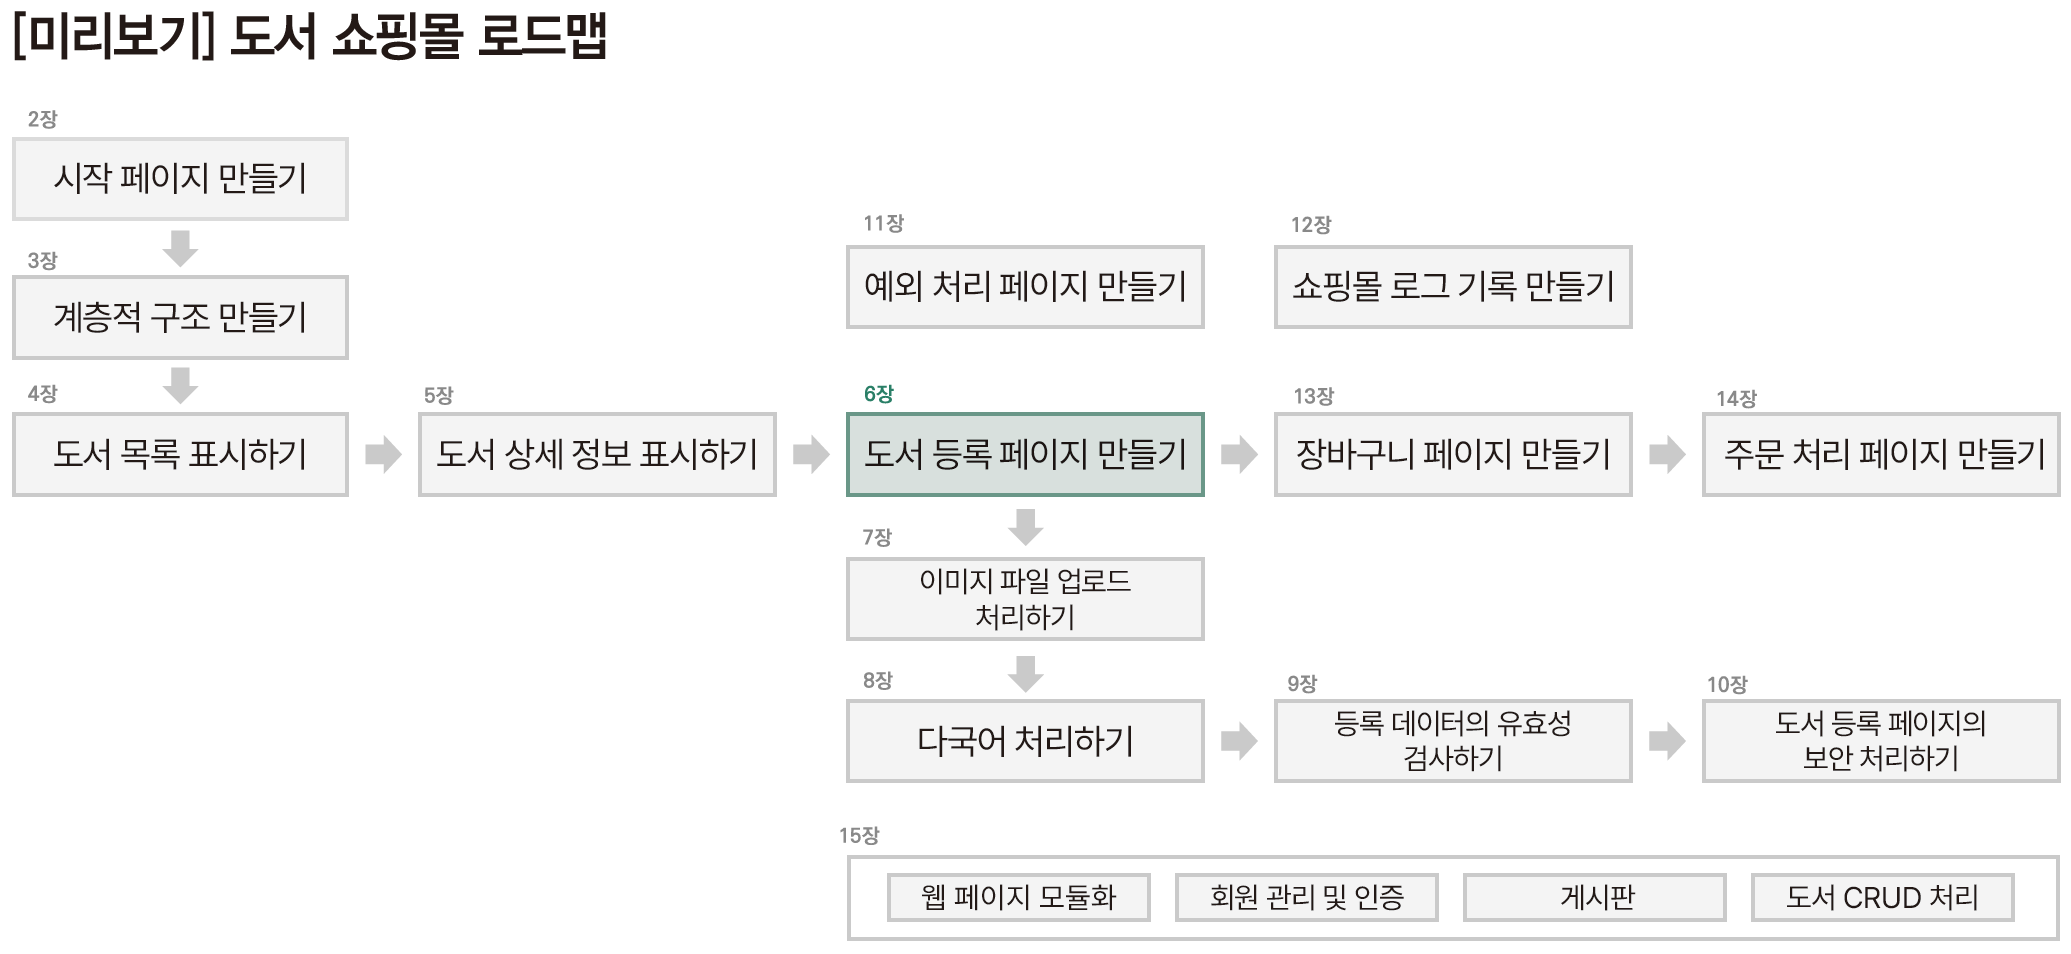 [미리보기] 도서 쇼핑몰 로드맵
2장
시작 페이지 만들기
3장
계층적 구조 만들기
11장
예외 처리 페이지 만들기
12장
쇼핑몰 로그 기록 만들기
4장
도서 목록 표시하기
5장
도서 상세 정보 표시하기
6장
도서 등록 페이지 만들기
13장
장바구니 페이지 만들기
14장
주문 처리 페이지 만들기
7장
이미지 파일 업로드
처리하기
8장
다국어 처리하기
9장
등록 데이터의 유효성
검사하기
10장
도서 등록 페이지의
보안 처리하기
15장
웹 페이지 모듈화
회원 관리 및 인증
게시판
도서 CRUD 처리